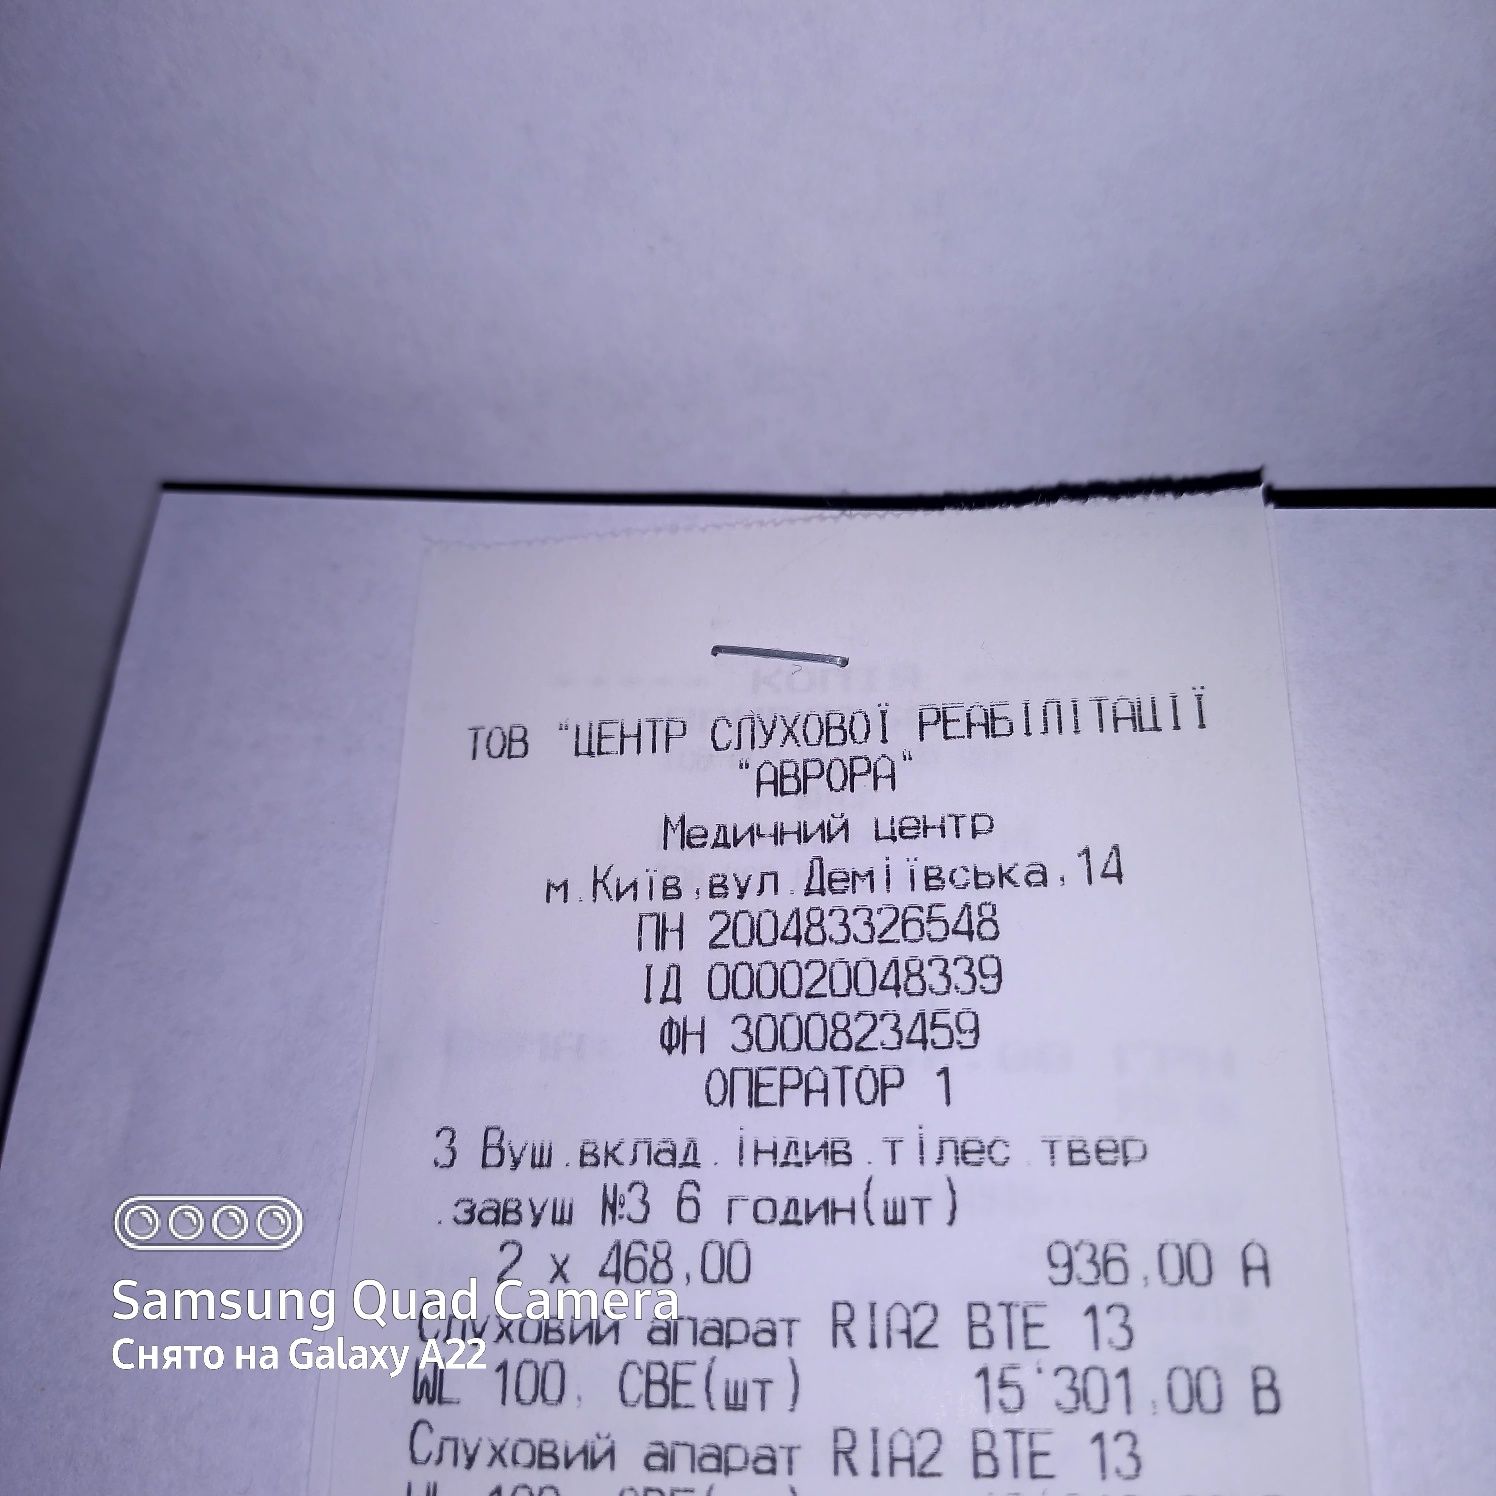 ТОВ "ЦЕНТР СЛУХОВОЇ РЕАБІЛІТАЦІЇ
"АВРОРА"
Медичний центр
м.Київ,вул.Деміївська,14
ПН 200483326548
ІД 000020048339
ФН 3000823459
ОПЕРАТОР 1
3 Вуш.вклад.індив.тілес.твер
.завуш №3 6 годин(шт)
2 x 468,00 936,00 А
Слуховий апарат RIA2 BTE 13
WL 100, CBE(шт) 15'301,00 В
Слуховий апарат RIA2 BTE 13
Samsung Quad Camera
Снято на Galaxy A22